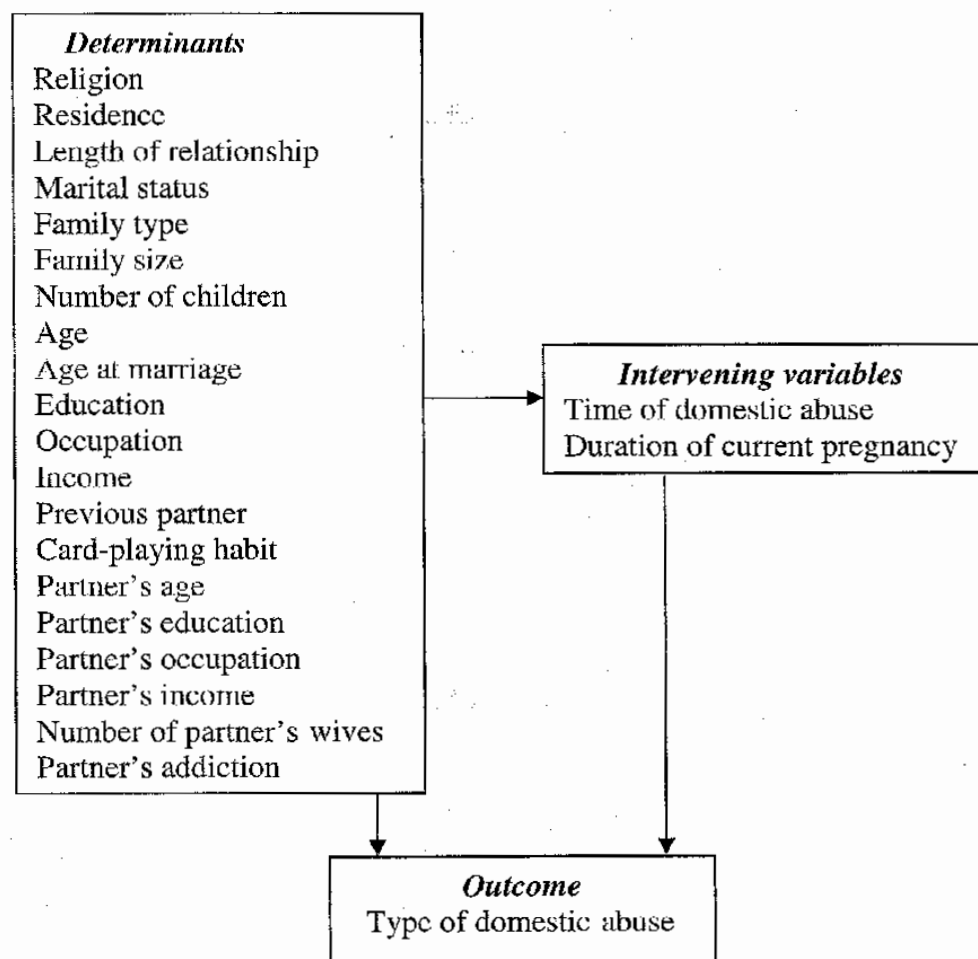 Determinants
Religion
Residence
Length of relationship
Marital status
Family type
Family size
Number of children
Age
Age at marriage
Education
Occupation
Income
Previous partner
Card-playing habit
Partner's age
Partner's education
Partner's occupation
Partner's income
Number of partner's wives
Partner's addiction
Intervening variables
Time of domestic abuse
Duration of current pregnancy
Outcome
Type of domestic abuse